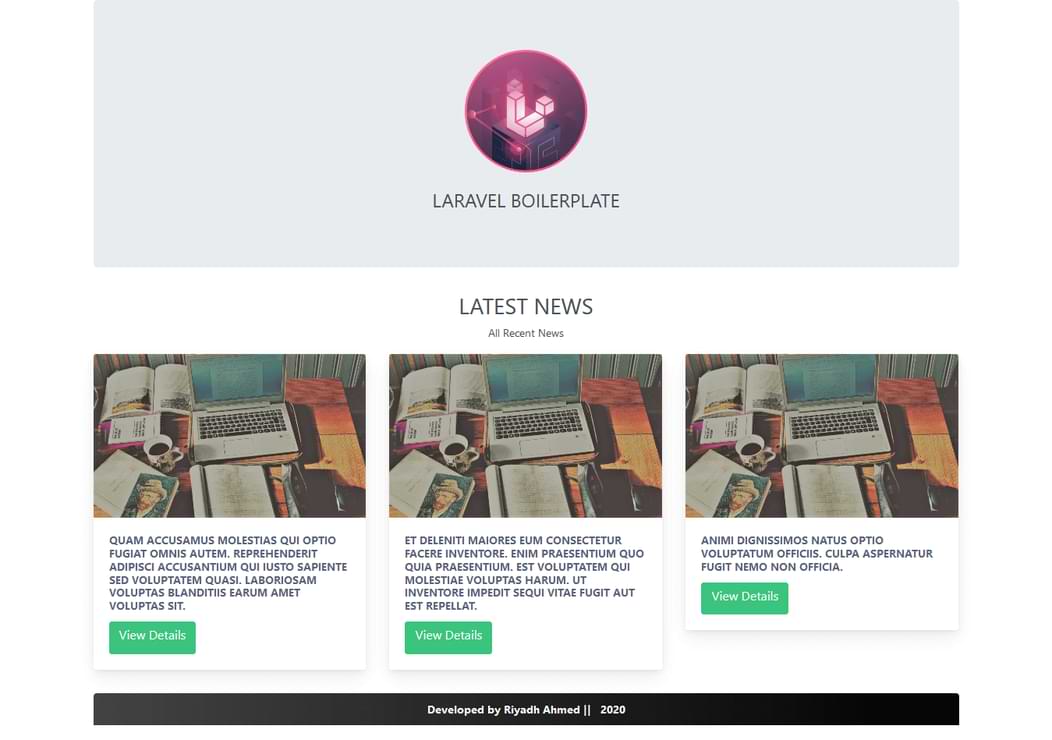 LARAVEL BOILERPLATE
LATEST NEWS
All Recent News
QUAM ACCUSAMUS MOLESTIAS QUI OPTIO
FUGIAT OMNIS AUTEM. REPREHENDERIT
ADIPISCI ACCUSANTIUM QUI IUSTO SAPIENTE
SED VOLUPTATEM QUASI. LABORIOSAM
VOLUPTAS BLANDITIIS EARUM AMET
VOLUPTAS SIT.
View Details
ET DELENITI MAIORES EUM CONSECTETUR
FACERE INVENTORE. ENIM PRAESENTIUM QUO
QUIA PRAESENTIUM. EST VOLUPTATEM QUI
MOLESTIAE VOLUPTAS HARUM. UT
INVENTORE IMPEDIT SEQUI VITAE FUGIT AUT
EST REPELLAT.
View Details
ANIMI DIGNISSIMOS NATUS OPTIO
VOLUPTATUM OFFICIIS. CULPA ASPERNATUR
FUGIT NEMO NON OFFICIA.
View Details
Developed by Riyadh Ahmed || 2020